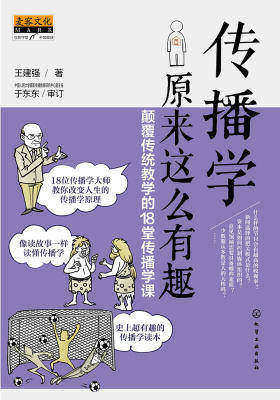 麦客文化
MARK
王建强／著
于东东/审订
传播学
原来这么有趣
颠覆传统教学的18堂传播学课
18位传播学大师
教你改变人生的
传播学原理
像读故事一样
读懂传播学
史上超有趣的
传播学读本
化学工业出版社